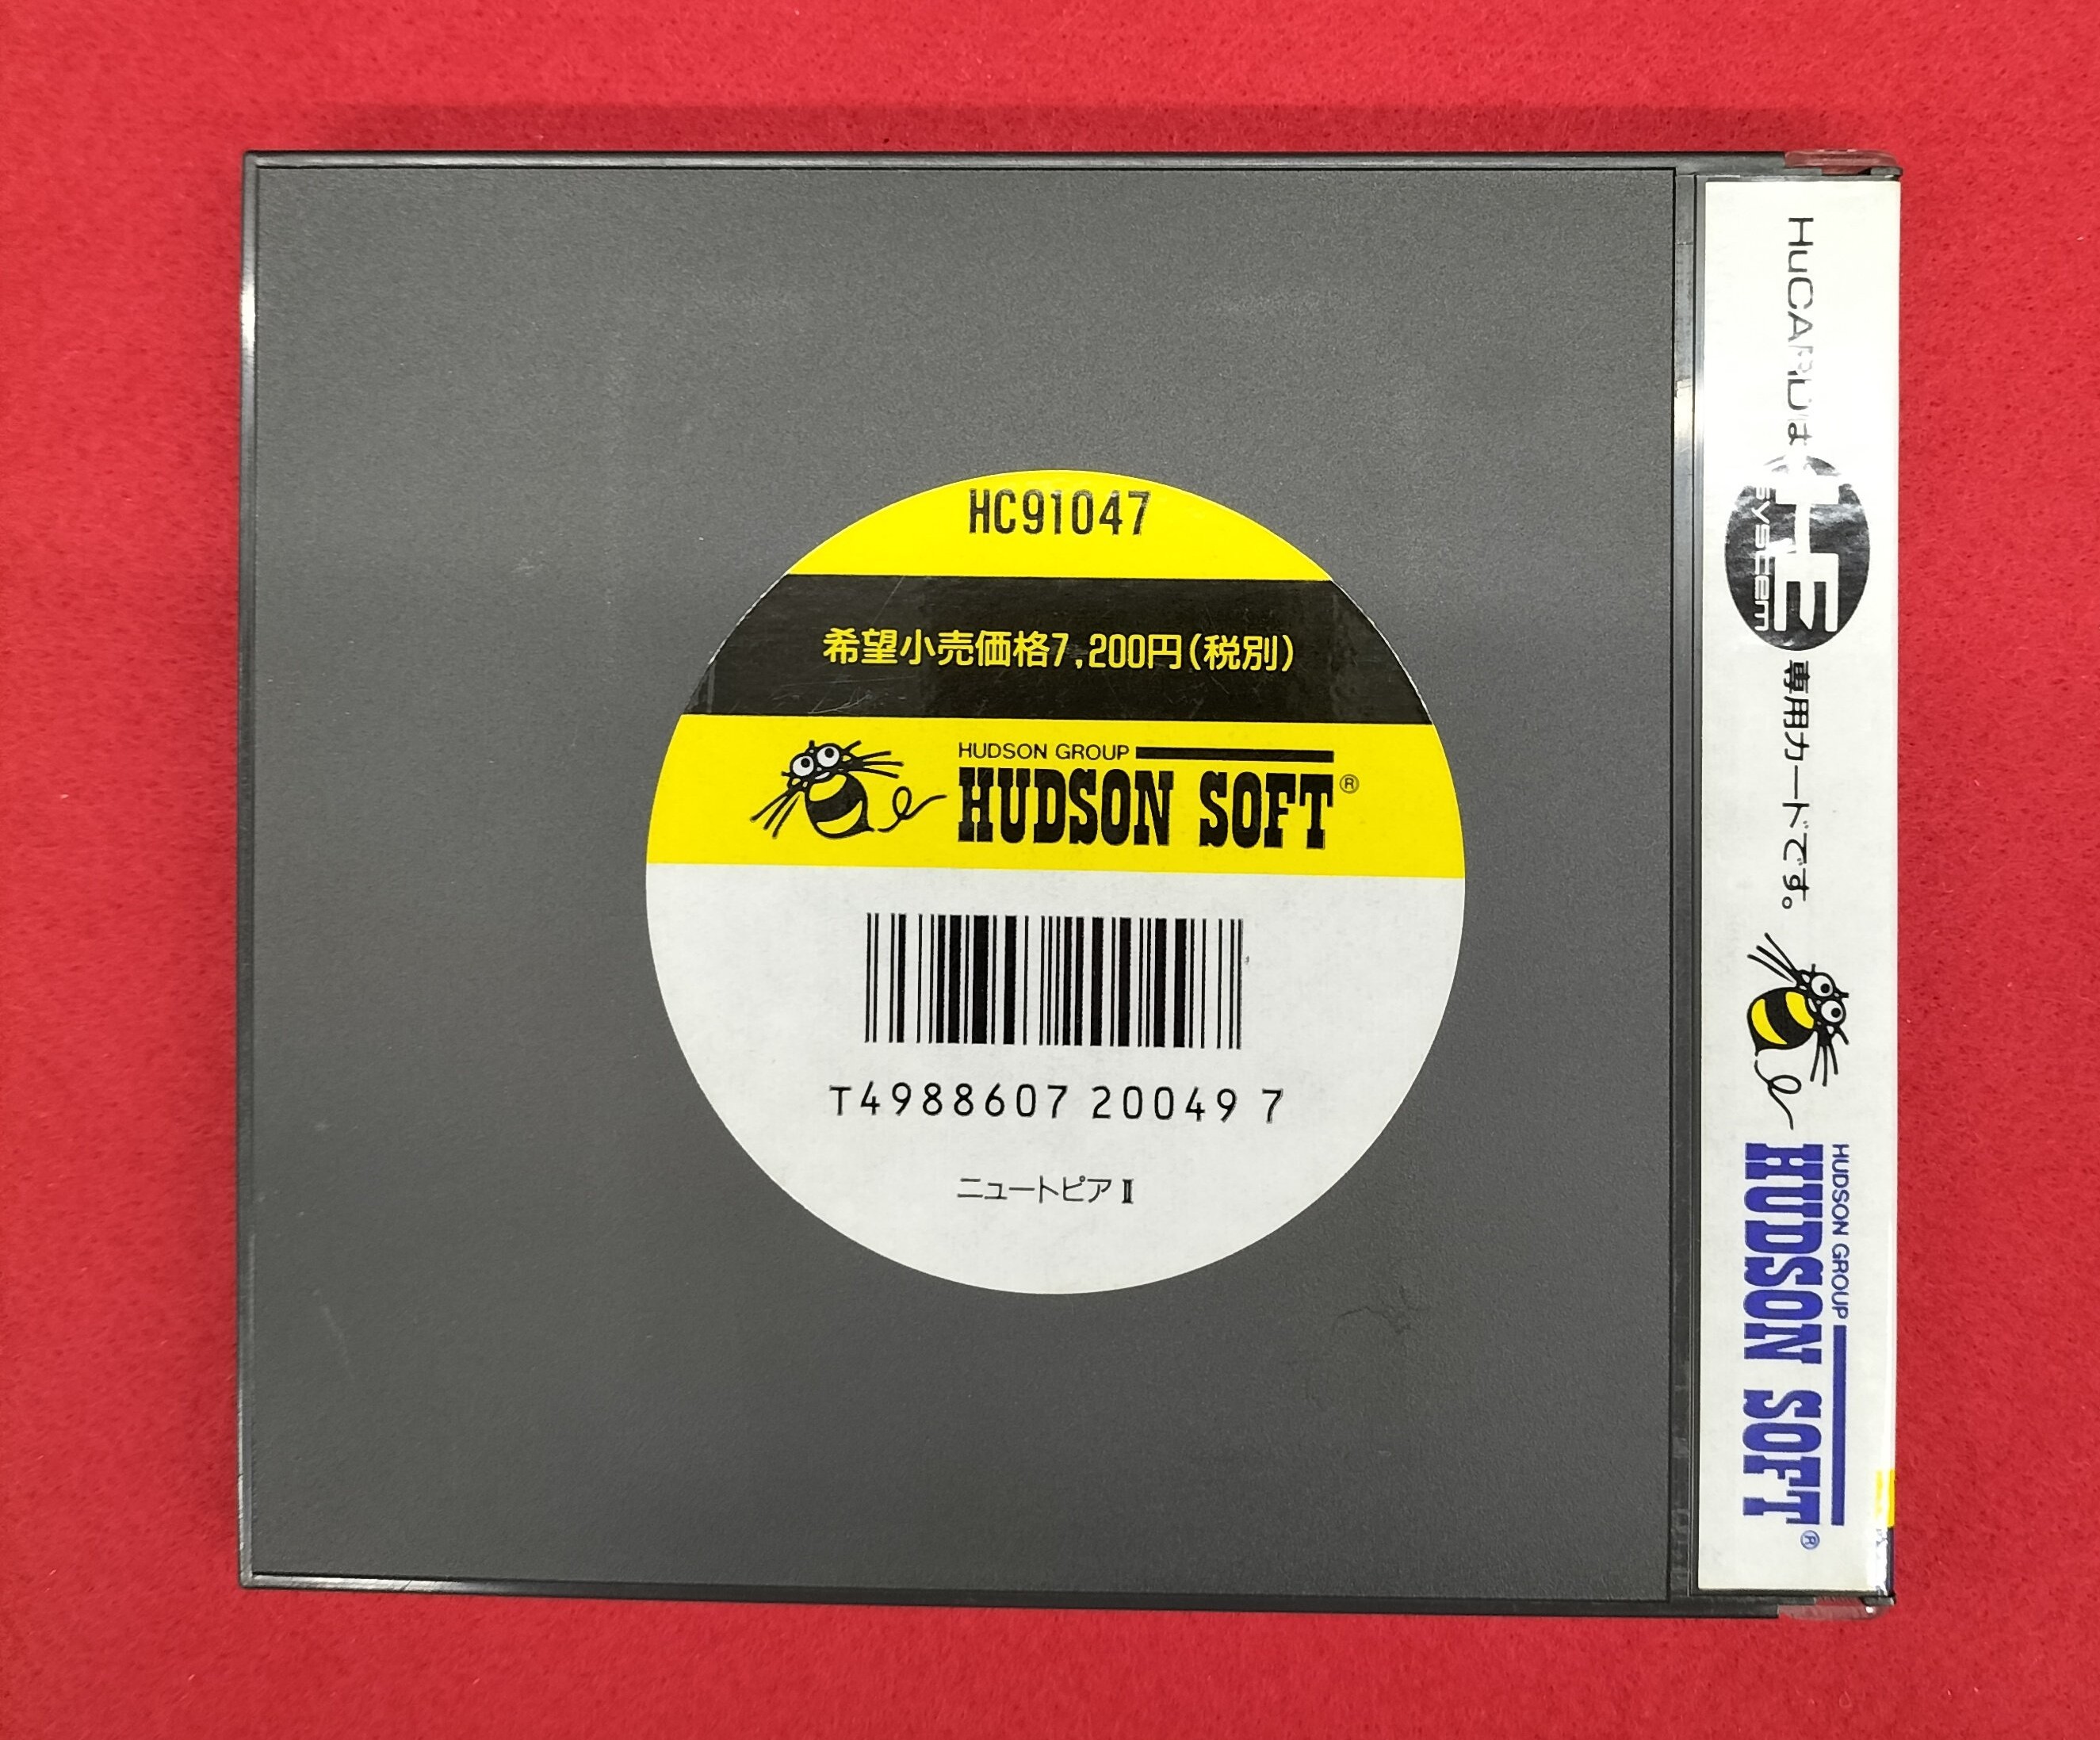 HC91047
希望小売価格7,200円(税別)
HUDSON GROUP
HUDSON SOFT®
T4988607 20049 7
ニュートピアⅡ
HuCARDは HE system 専用カードです。
HUDSON GROUP
HUDSON SOFT®